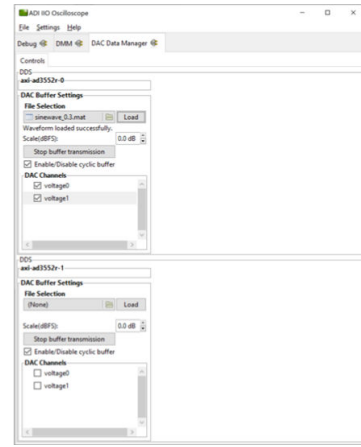 ADI IIO Oscilloscope
File Settings Help
Debug DMM DAC Data Manager
Controls
DDS
axi-ad3552r-0
DAC Buffer Settings
File Selection
sinewave_0.3.mat Load
Waveform loaded successfully.
Scale(dBFS): 0.0 dB
Stop buffer transmission
Enable/Disable cyclic buffer
DAC Channels
voltage0
voltage1
DDS
axi-ad3552r-1
DAC Buffer Settings
File Selection
(None) Load
Scale(dBFS): 0.0 dB
Stop buffer transmission
Enable/Disable cyclic buffer
DAC Channels
voltage0
voltage1